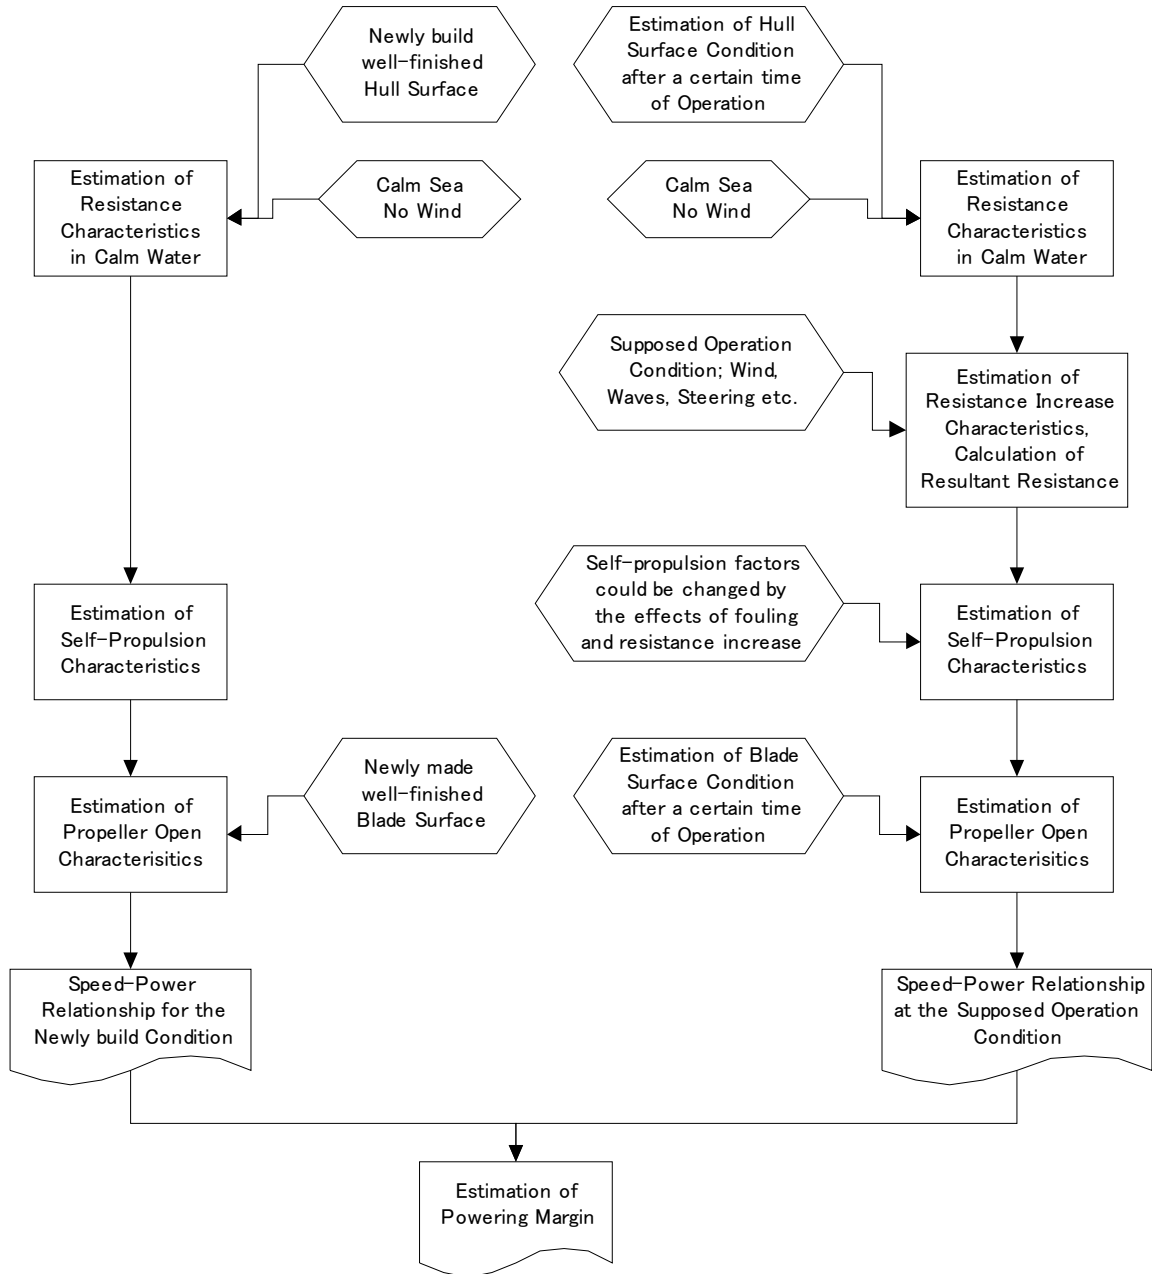 Newly build
well-finished
Hull Surface
Estimation of Hull
Surface Condition
after a certain time
of Operation
Estimation of
Resistance
Characteristics
in Calm Water
Calm Sea
No Wind
Calm Sea
No Wind
Estimation of
Resistance
Characteristics
in Calm Water
Supposed Operation
Condition; Wind,
Waves, Steering etc.
Estimation of
Resistance Increase
Characteristics,
Calculation of
Resultant Resistance
Estimation of
Self-Propulsion
Characteristics
Self-propulsion factors
could be changed by
the effects of fouling
and resistance increase
Estimation of
Self-Propulsion
Characteristics
Estimation of
Propeller Open
Characterisitics
Newly made
well-finished
Blade Surface
Estimation of Blade
Surface Condition
after a certain time
of Operation
Estimation of
Propeller Open
Characterisitics
Speed-Power
Relationship for the
Newly build Condition
Speed-Power Relationship
at the Supposed Operation
Condition
Estimation of
Powering Margin